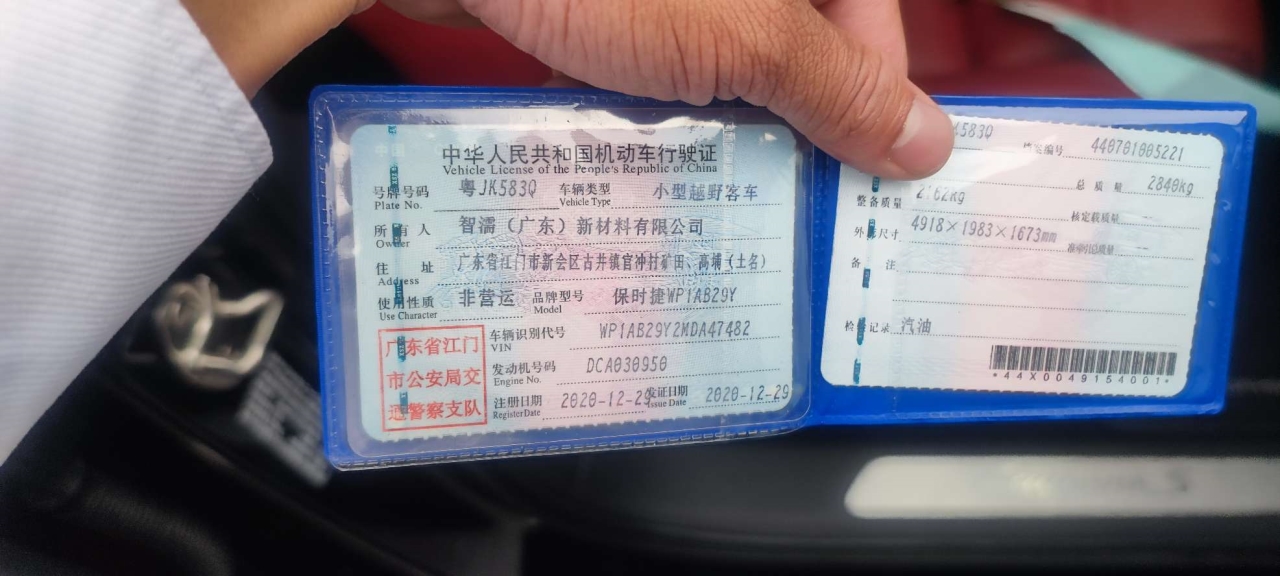 中华人民共和国机动车行驶证
Vehicle License of the People's Republic of China
号牌号码 粤JK583Q 车辆类型 小型越野客车
Plate No. Vehicle Type
所有人 智濡（广东）新材料有限公司
Owner
住址 广东省江门市新会区古井镇官冲村矿田、高埔（土名）
Address
使用性质 非营运 品牌型号 保时捷WP1AB29Y
Use Character Model
车辆识别代号 WP1AB29Y2MDA47482
VIN
发动机号码 DCA030950
Engine No.
注册日期 2020-12-29 发证日期 2020-12-29
Register Date Issue Date
广东省江门
市公安局交
通警察支队
583Q 档案编号 440701005221
总质量 2840kg
整备质量 2162kg 核定载质量 --
外廓尺寸 4918×1983×1673mm 准牵引总质量 --
备注
检验记录 汽油
*44X0049154001*